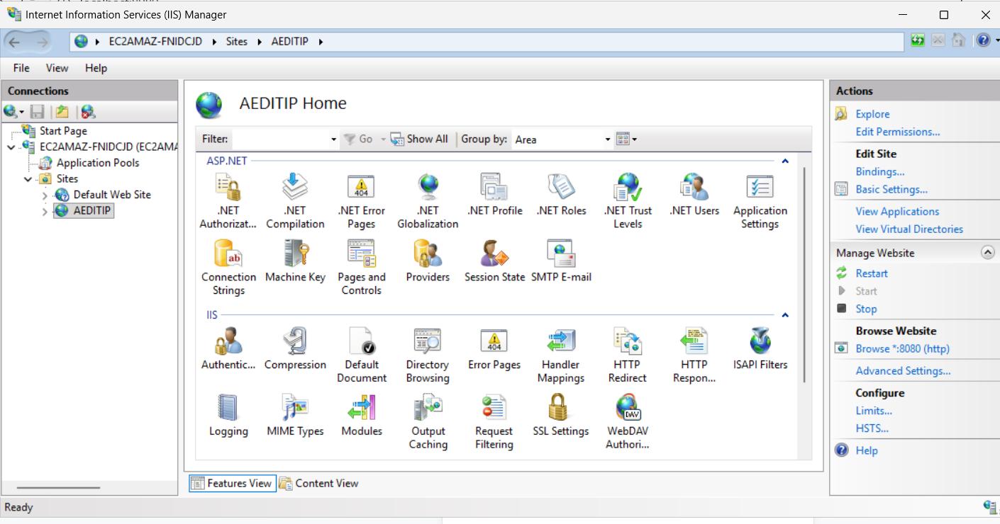 Internet Information Services (IIS) Manager
EC2AMAZ-FNIDCJD
Sites
AEDITIP
File
View
Help
Connections
Start Page
EC2AMAZ-FNIDCJD (EC2AMA
Application Pools
Sites
Default Web Site
AEDITIP
AEDITIP Home
Filter:
Go
Show All
Group by:
Area
ASP.NET
.NET Authorizat...
.NET Compilation
.NET Error Pages
.NET Globalization
.NET Profile
.NET Roles
.NET Trust Levels
.NET Users
Application Settings
Connection Strings
Machine Key
Pages and Controls
Providers
Session State
SMTP E-mail
IIS
Authentic...
Compression
Default Document
Directory Browsing
Error Pages
Handler Mappings
HTTP Redirect
HTTP Respon...
ISAPI Filters
Logging
MIME Types
Modules
Output Caching
Request Filtering
SSL Settings
WebDAV Authori...
Features View
Content View
Actions
Explore
Edit Permissions...
Edit Site
Bindings...
Basic Settings...
View Applications
View Virtual Directories
Manage Website
Restart
Start
Stop
Browse Website
Browse *:8080 (http)
Advanced Settings...
Configure
Limits...
HSTS...
Help
Ready